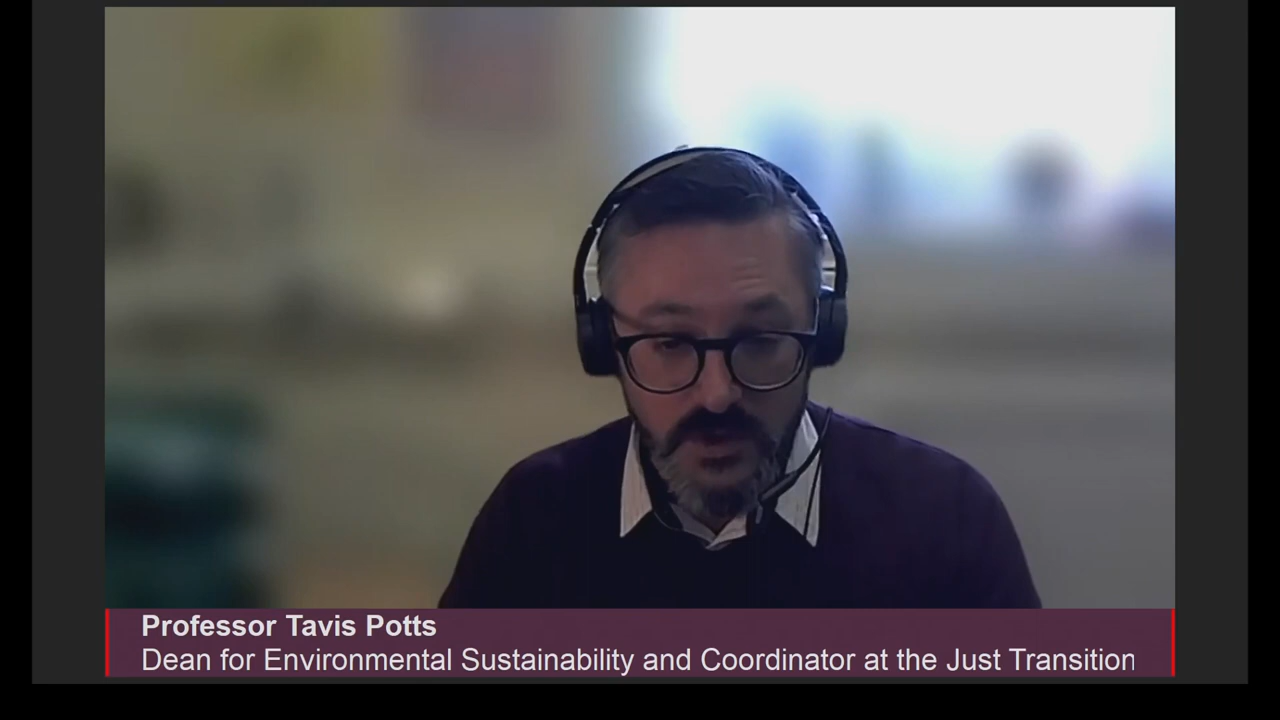 Professor Tavis Potts
Dean for Environmental Sustainability and Coordinator at the Just Transition